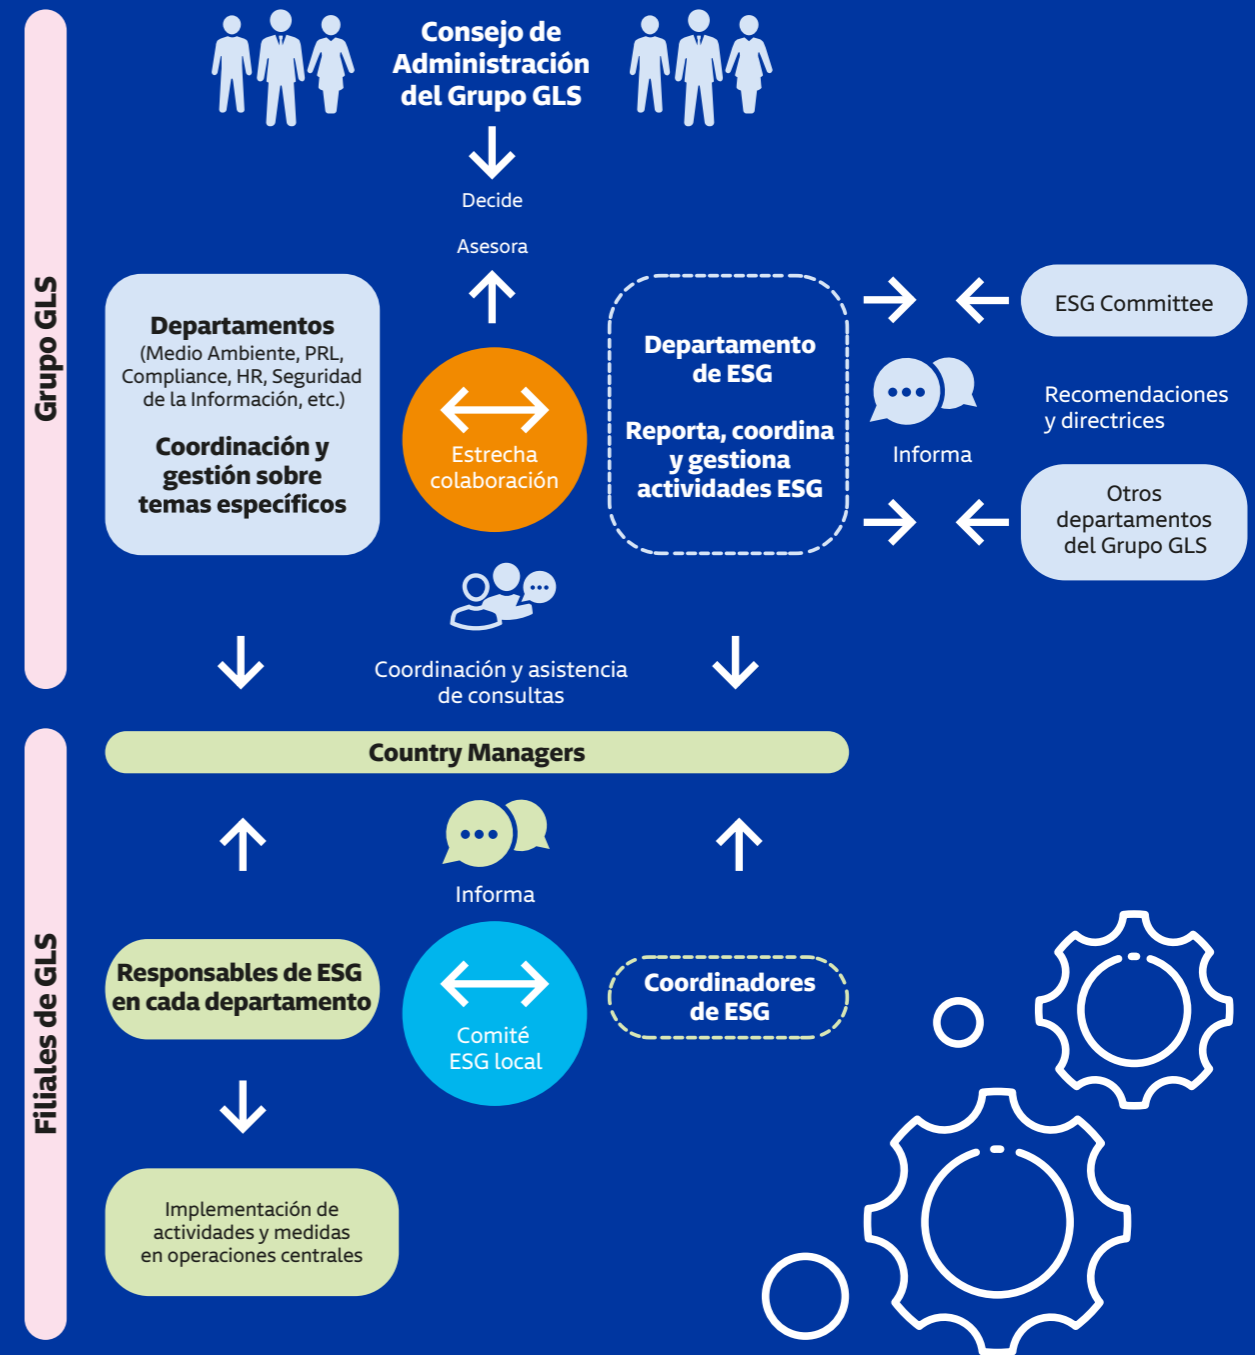 Grupo GLS
Consejo de
Administración
del Grupo GLS
Decide
Asesora
Departamentos
(Medio Ambiente, PRL,
Compliance, HR, Seguridad
de la Información, etc.)
Coordinación y
gestión sobre
temas específicos
Estrecha
colaboración
Departamento
de ESG
Reporta, coordina
y gestiona
actividades ESG
Informa
ESG Committee
Recomendaciones
y directrices
Otros
departamentos
del Grupo GLS
Coordinación y asistencia
de consultas
Filiales de GLS
Country Managers
Informa
Responsables de ESG
en cada departamento
Comité
ESG local
Coordinadores
de ESG
Implementación de
actividades y medidas
en operaciones centrales